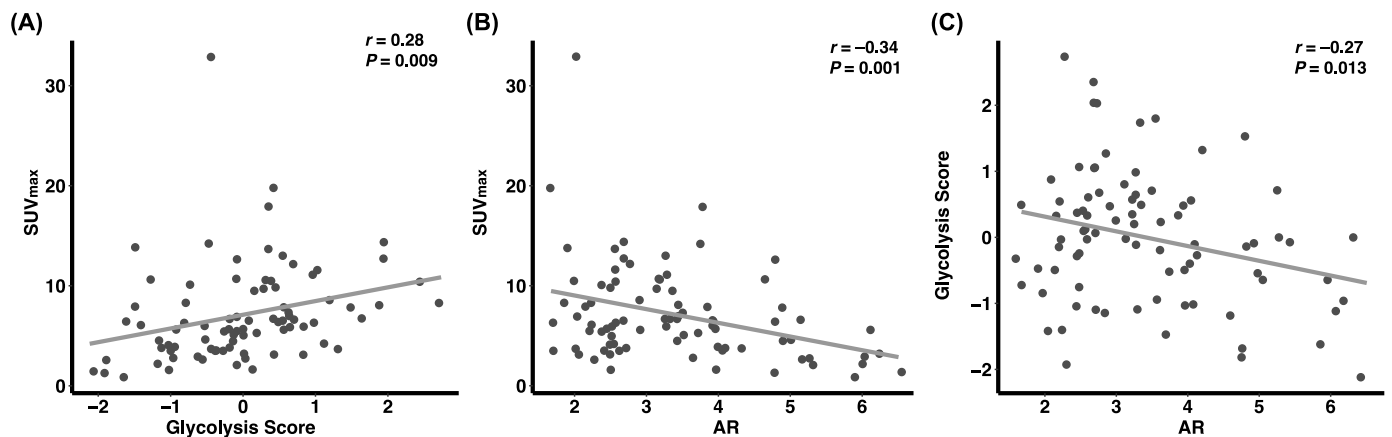 (A)
r = 0.28
P = 0.009
SUVmax
30
20
10
0
−2 −1 0 1 2
Glycolysis Score
(B)
r = −0.34
P = 0.001
SUVmax
30
20
10
0
2 3 4 5 6
AR
(C)
r = −0.27
P = 0.013
Glycolysis Score
2
1
0
−1
−2
2 3 4 5 6
AR